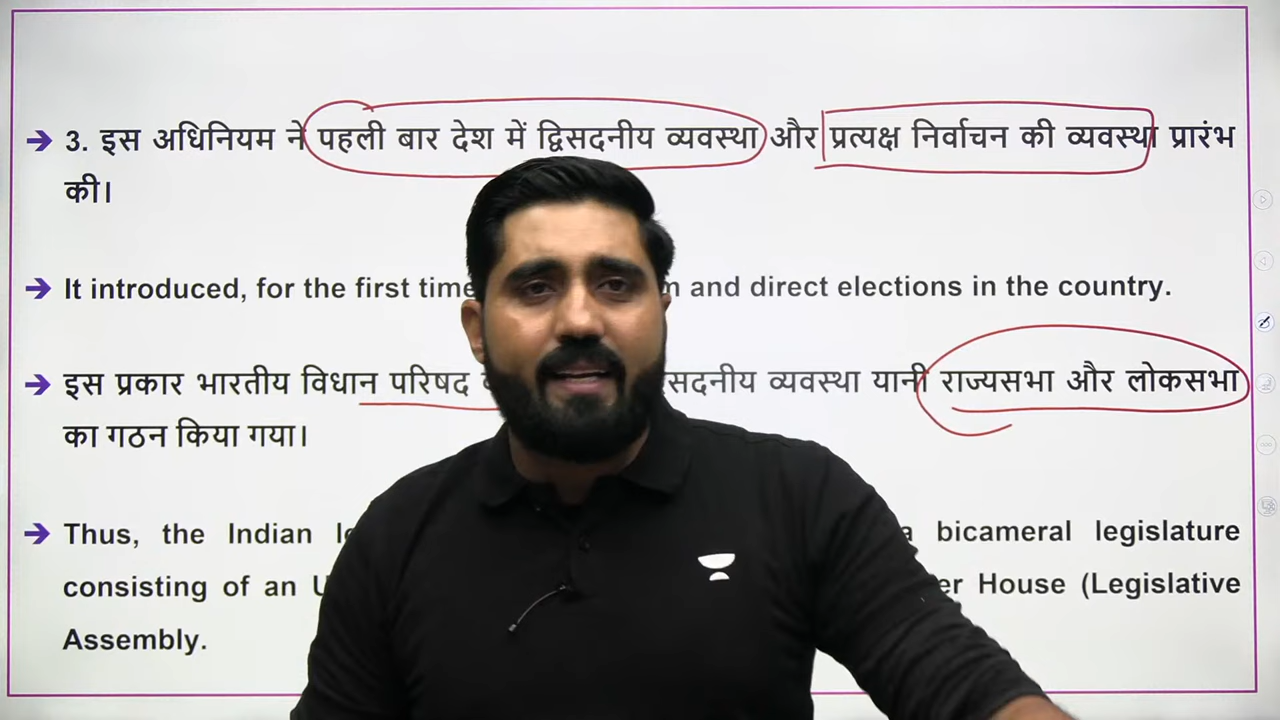 ➔ 3. इस अधिनियम ने पहली बार देश में द्विसदनीय व्यवस्था और प्रत्यक्ष निर्वाचन की व्यवस्था प्रारंभ
की।
➔ It introduced, for the first time and direct elections in the country.
➔ इस प्रकार भारतीय विधान परिषद सदनीय व्यवस्था यानी राज्यसभा और लोकसभा
का गठन किया गया।
➔ Thus, the Indian a bicameral legislature
consisting of an House (Legislative
Assembly.